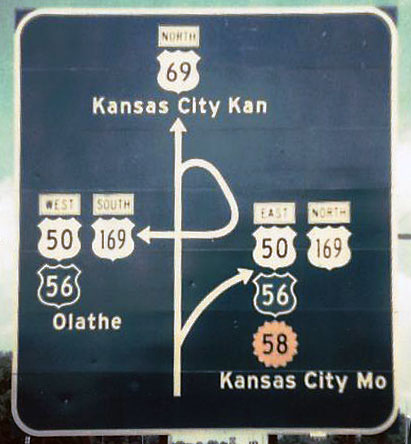 NORTH
69
Kansas City Kan
WEST SOUTH
50 169
56
Olathe
EAST NORTH
50 169
56
58
Kansas City Mo